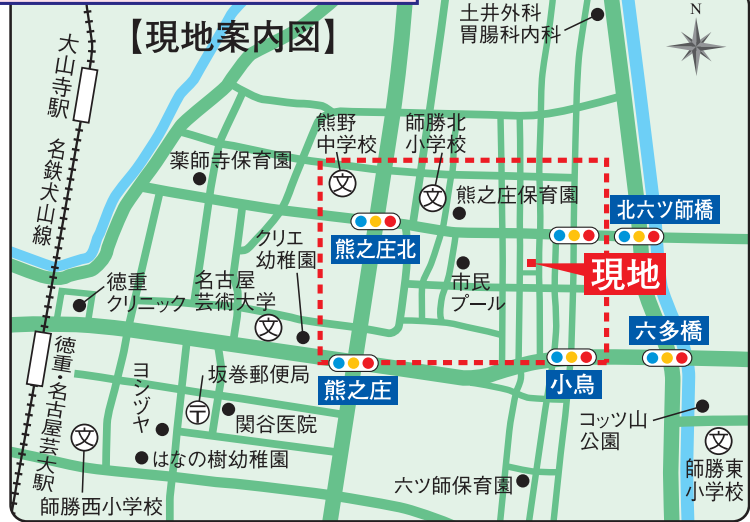 【現地案内図】
N
土井外科
胃腸科内科
大山寺駅
名鉄犬山線
熊野
中学校
文
師勝北
小学校
文
薬師寺保育園
熊之庄保育園
北六ツ師橋
熊之庄北
クリエ
幼稚園
市民
プール
現地
徳重
クリニック
名古屋
芸術大学
文
六多橋
熊之庄
小烏
徳重・名古屋芸大駅
ヨシヅヤ
坂巻郵便局
〒
関谷医院
コッツ山
公園
文
はなの樹幼稚園
文
師勝東
小学校
師勝西小学校
六ツ師保育園